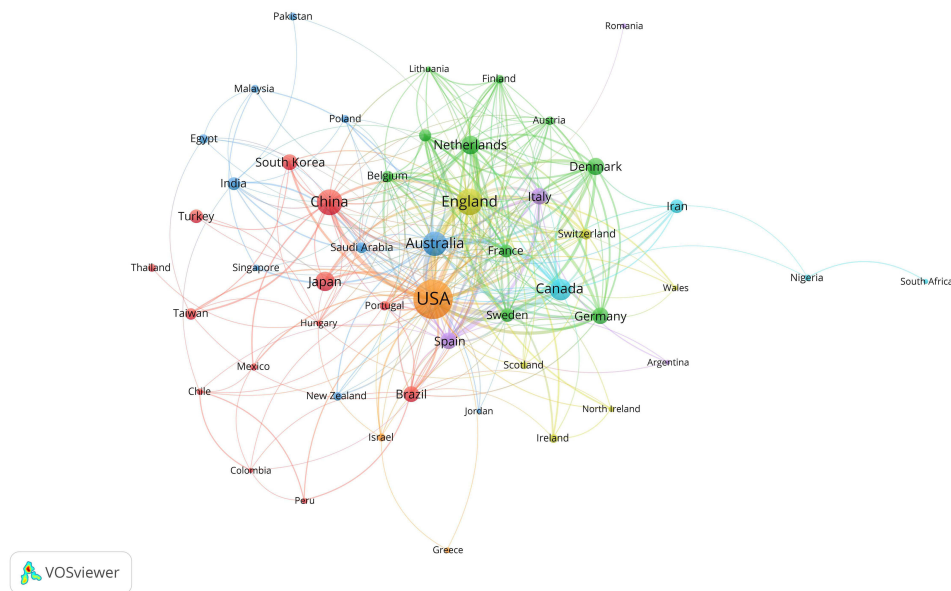 Pakistan
Romania
Lithuania
Finland
Malaysia
Poland
Austria
Egypt
Netherlands
South Korea
Denmark
Belgium
India
China
England
Italy
Iran
Turkey
Switzerland
Saudi Arabia
Australia
France
Thailand
Singapore
Nigeria
South Africa
Japan
Canada
Wales
USA
Portugal
Taiwan
Hungary
Sweden
Germany
Spain
Mexico
Scotland
Argentina
Chile
New Zealand
Brazil
Jordan
North Ireland
Israel
Ireland
Colombia
Peru
Greece
VOSviewer